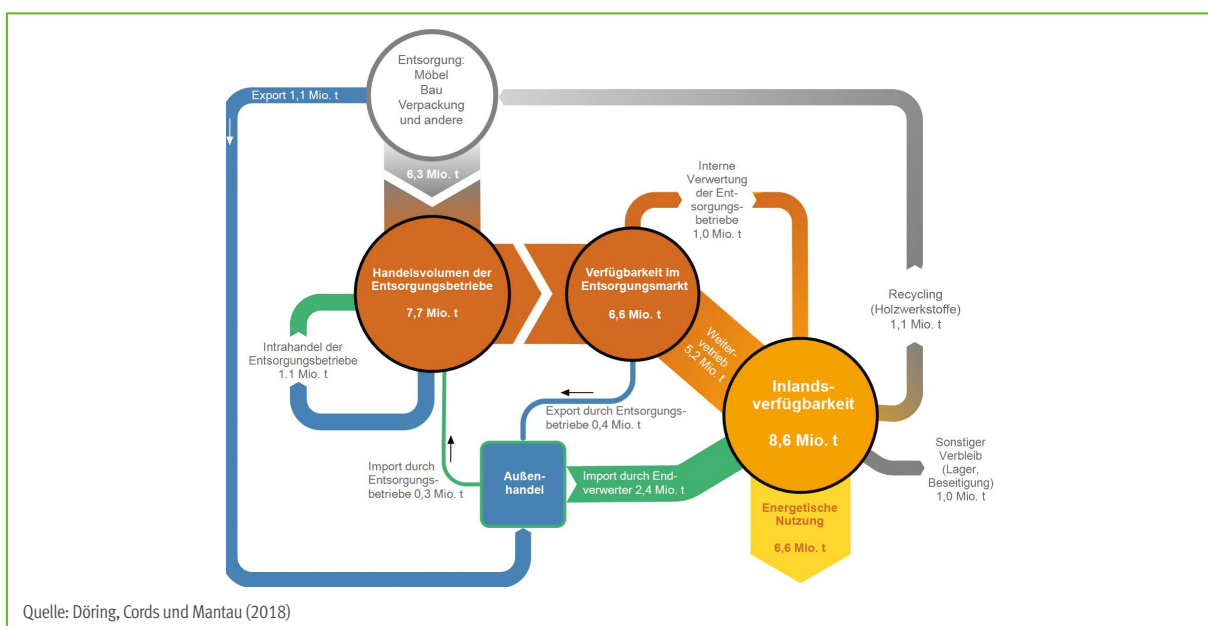 Entsorgung:
Möbel
Bau
Verpackung
und andere
Export 1,1 Mio. t
6,3 Mio. t
Interne
Verwertung
der Ent-
sorgungs-
betriebe
1,0 Mio. t
Handelsvolumen der
Entsorgungsbetriebe
7,7 Mio. t
Verfügbarkeit im
Entsorgungsmarkt
6,6 Mio. t
Recycling
(Holzwerkstoffe)
1,1 Mio. t
Intrahandel der
Entsorgungsbetriebe
1.1 Mio. t
Weiter-
vetrieb
5,2 Mio. t
Inlands-
verfügbarkeit
8,6 Mio. t
Export durch Entsorgungs-
betriebe 0,4 Mio. t
Import durch
Entsorgungs-
betriebe 0,3 Mio. t
Außen-
handel
Import durch End-
verwerter 2,4 Mio. t
Sonstiger
Verbleib
(Lager,
Beseitigung)
1,0 Mio. t
Energetische
Nutzung
6,6 Mio. t
Quelle: Döring, Cords und Mantau (2018)